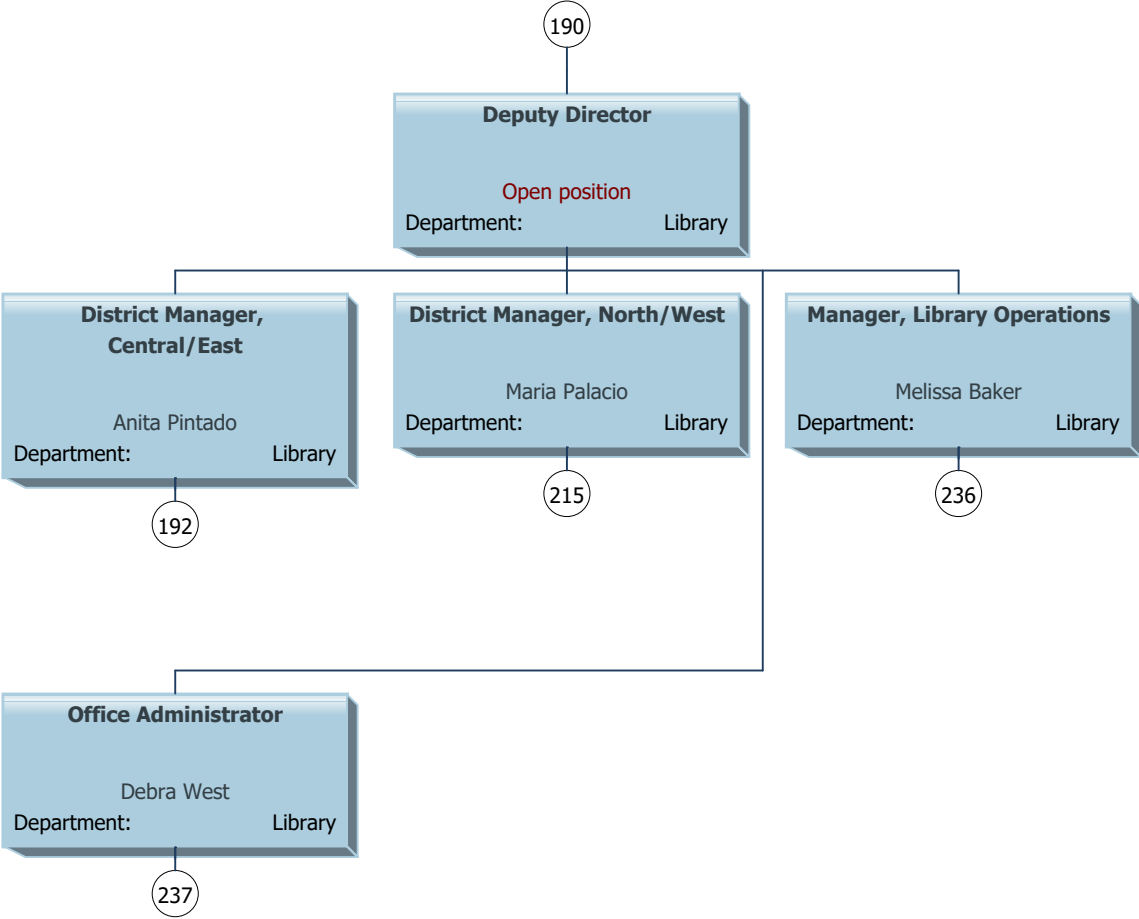 190
Deputy Director
Open position
Department: Library
District Manager,
Central/East
Anita Pintado
Department: Library
192
District Manager, North/West
Maria Palacio
Department: Library
215
Manager, Library Operations
Melissa Baker
Department: Library
236
Office Administrator
Debra West
Department: Library
237